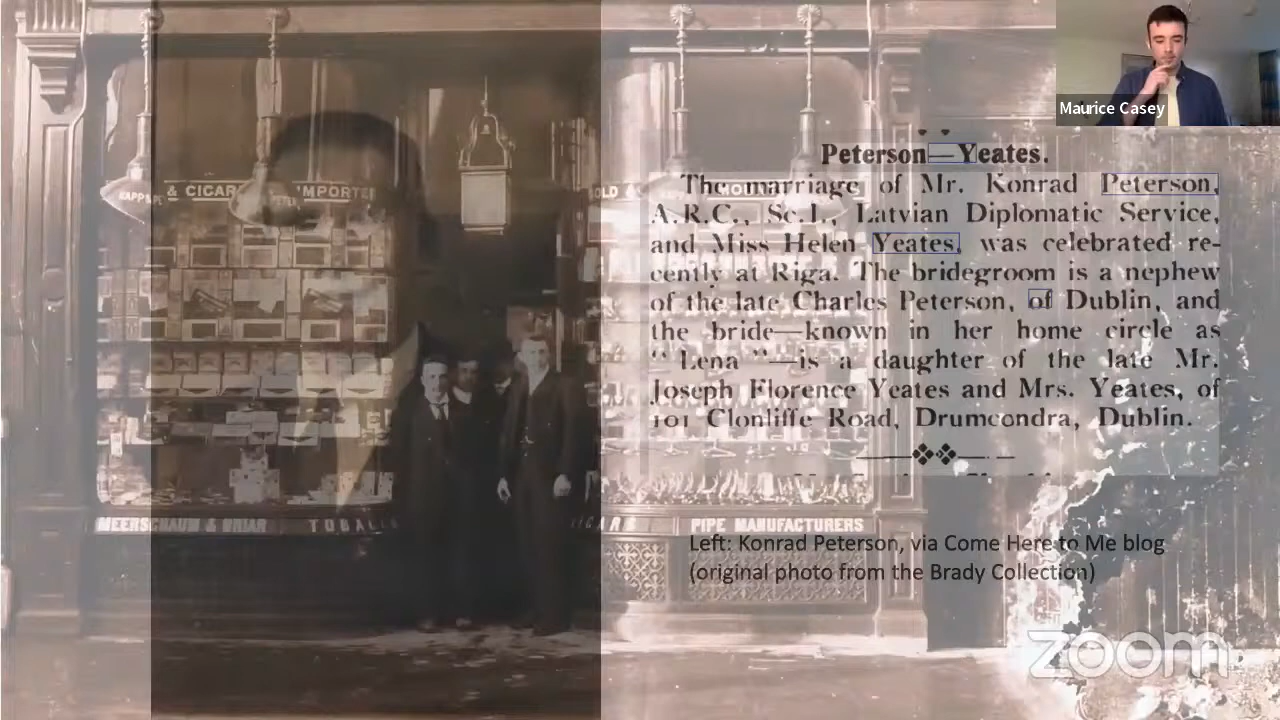 Maurice Casey
& CIGAR IMPORTE
Peterson—Yeates.
The marriage of Mr. Konrad Peterson,
A.R.C., Sc.I., Latvian Diplomatic Service,
and Miss Helen Yeates, was celebrated re-
cently at Riga. The bridegroom is a nephew
of the late Charles Peterson, of Dublin, and
the bride—known in her home circle as
“Lena”—is a daughter of the late Mr.
Joseph Florence Yeates and Mrs. Yeates, of
101 Clonliffe Road, Drumcondra, Dublin.
MEERSCHAUM & BRIAR TOBACC
PIPE MANUFACTURERS
Left: Konrad Peterson, via Come Here to Me blog
(original photo from the Brady Collection)
zoom